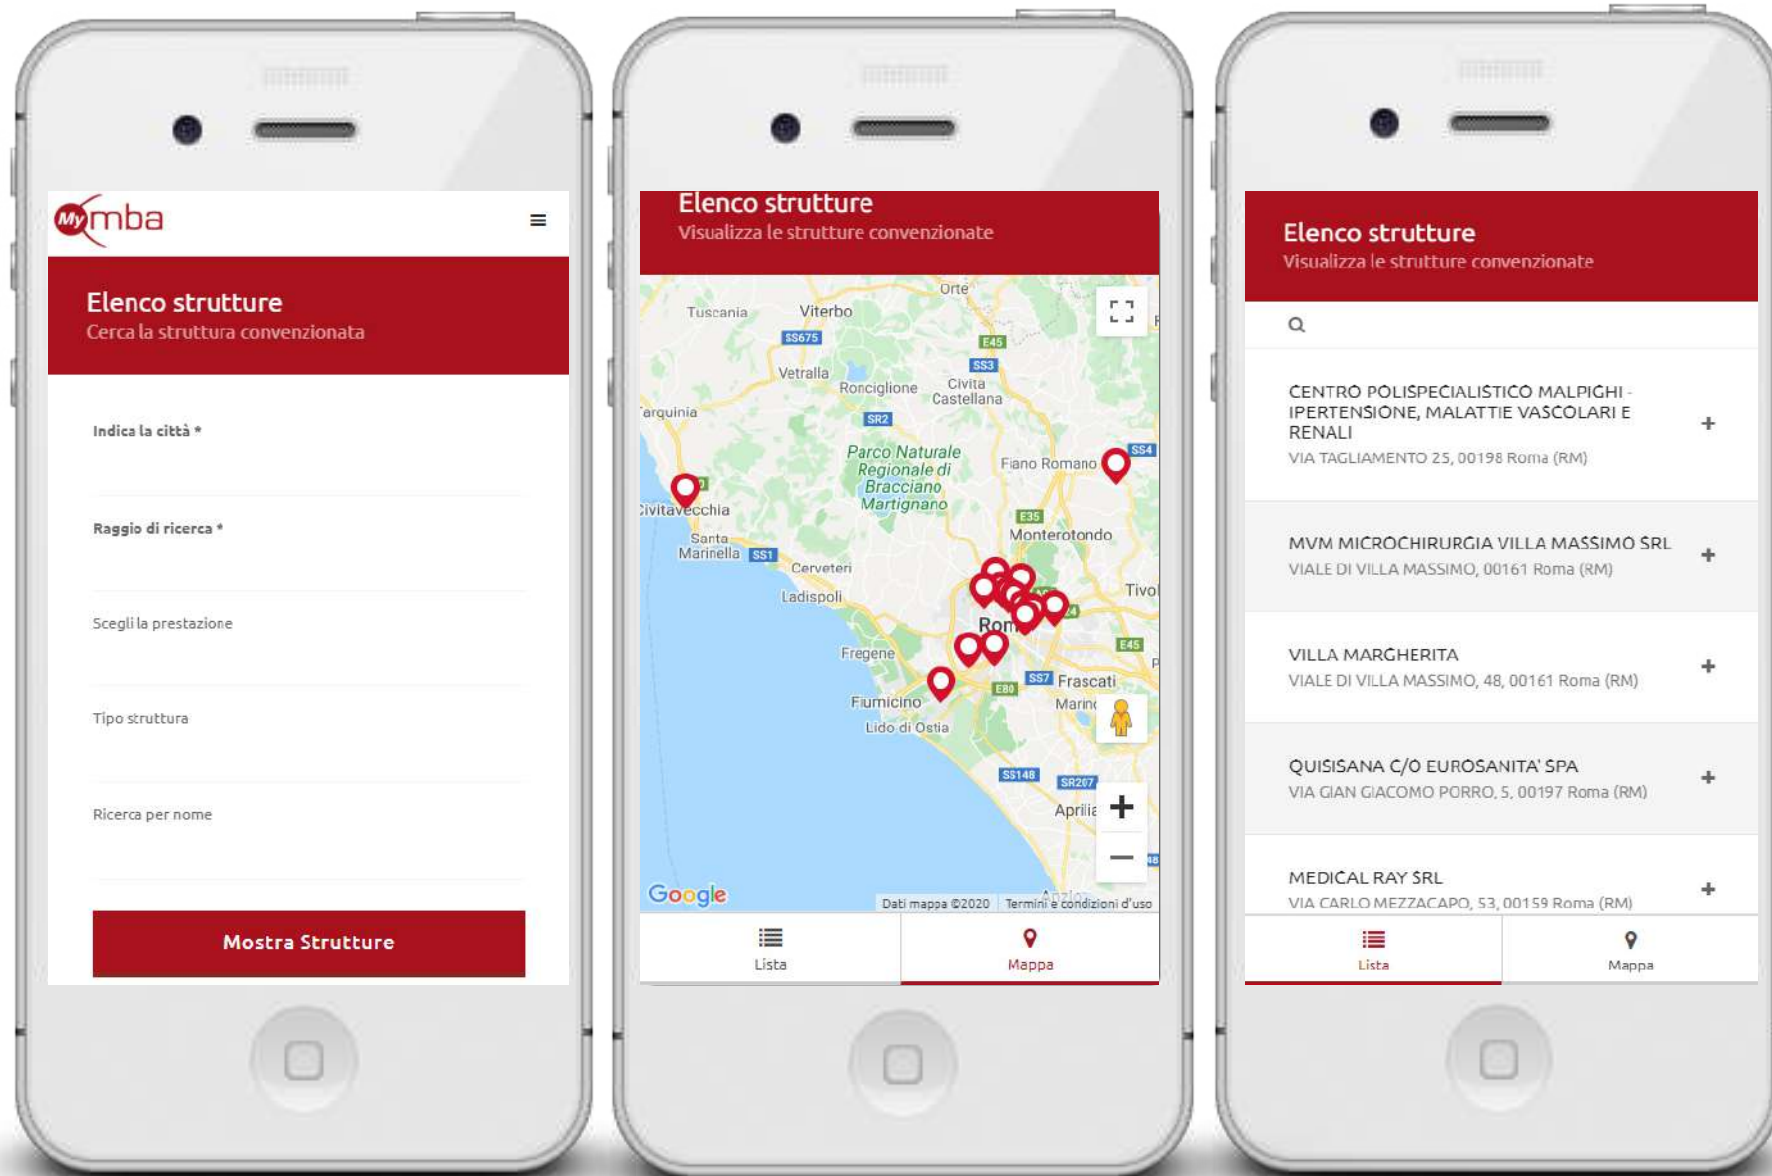 My mba
Elenco strutture
Cerca la struttura convenzionata
Indica la città *
Raggio di ricerca *
Scegli la prestazione
Tipo struttura
Ricerca per nome
Mostra Strutture
Elenco strutture
Visualizza le strutture convenzionate
Orte
Tuscania
Viterbo
SS675
E45
SS3
Vetralla
Ronciglione
Civita
Castellana
arquinia
SR2
Parco Naturale
Regionale di
Bracciano
Martignano
Fiano Romano
SS4
Civitavecchia
E35
Monterotondo
Santa
Marinella
SS1
Cerveteri
Ladispoli
Tivol
Rom
Fregene
E45
SS7
Frascati
E80
Fiumicino
Marino
Lido di Ostia
SS148
SR207
Aprilia
Google
Dati mappa ©2020
Termini e condizioni d'uso
Lista
Mappa
Elenco strutture
Visualizza le strutture convenzionate
CENTRO POLISPECIALISTICO MALPIGHI -
IPERTENSIONE, MALATTIE VASCOLARI E
RENALI
VIA TAGLIAMENTO 25, 00198 Roma (RM)
MVM MICROCHIRURGIA VILLA MASSIMO SRL
VIALE DI VILLA MASSIMO, 00161 Roma (RM)
VILLA MARGHERITA
VIALE DI VILLA MASSIMO, 48, 00161 Roma (RM)
QUISISANA C/O EUROSANITA' SPA
VIA GIAN GIACOMO PORRO, 5, 00197 Roma (RM)
MEDICAL RAY SRL
VIA CARLO MEZZACAPO, 53, 00159 Roma (RM)
Lista
Mappa